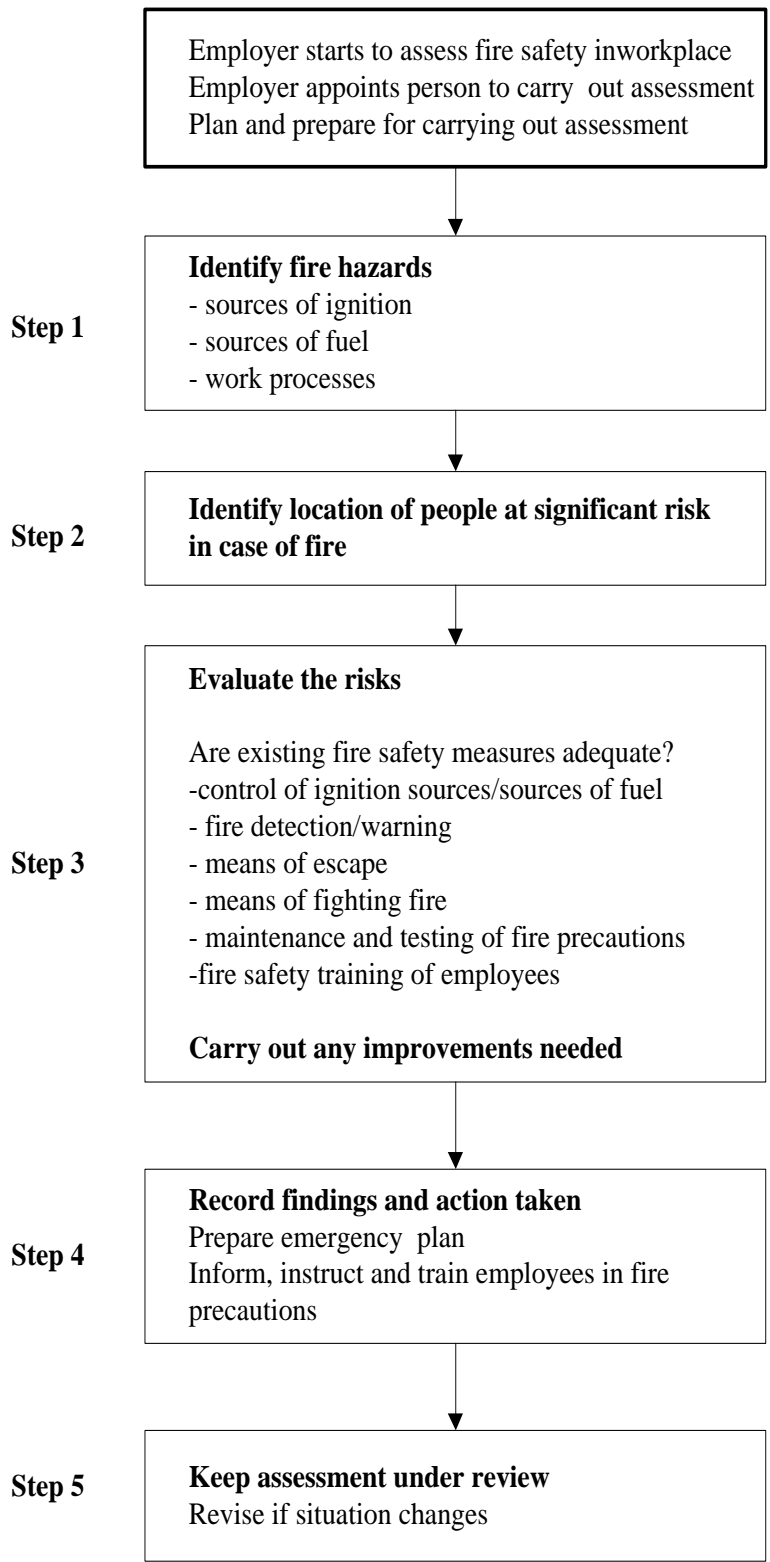 Employer starts to assess fire safety inworkplace
Employer appoints person to carry out assessment
Plan and prepare for carrying out assessment
Step 1
Identify fire hazards
- sources of ignition
- sources of fuel
- work processes
Step 2
Identify location of people at significant risk
in case of fire
Step 3
Evaluate the risks
Are existing fire safety measures adequate?
-control of ignition sources/sources of fuel
- fire detection/warning
- means of escape
- means of fighting fire
- maintenance and testing of fire precautions
-fire safety training of employees
Carry out any improvements needed
Step 4
Record findings and action taken
Prepare emergency plan
Inform, instruct and train employees in fire
precautions
Step 5
Keep assessment under review
Revise if situation changes